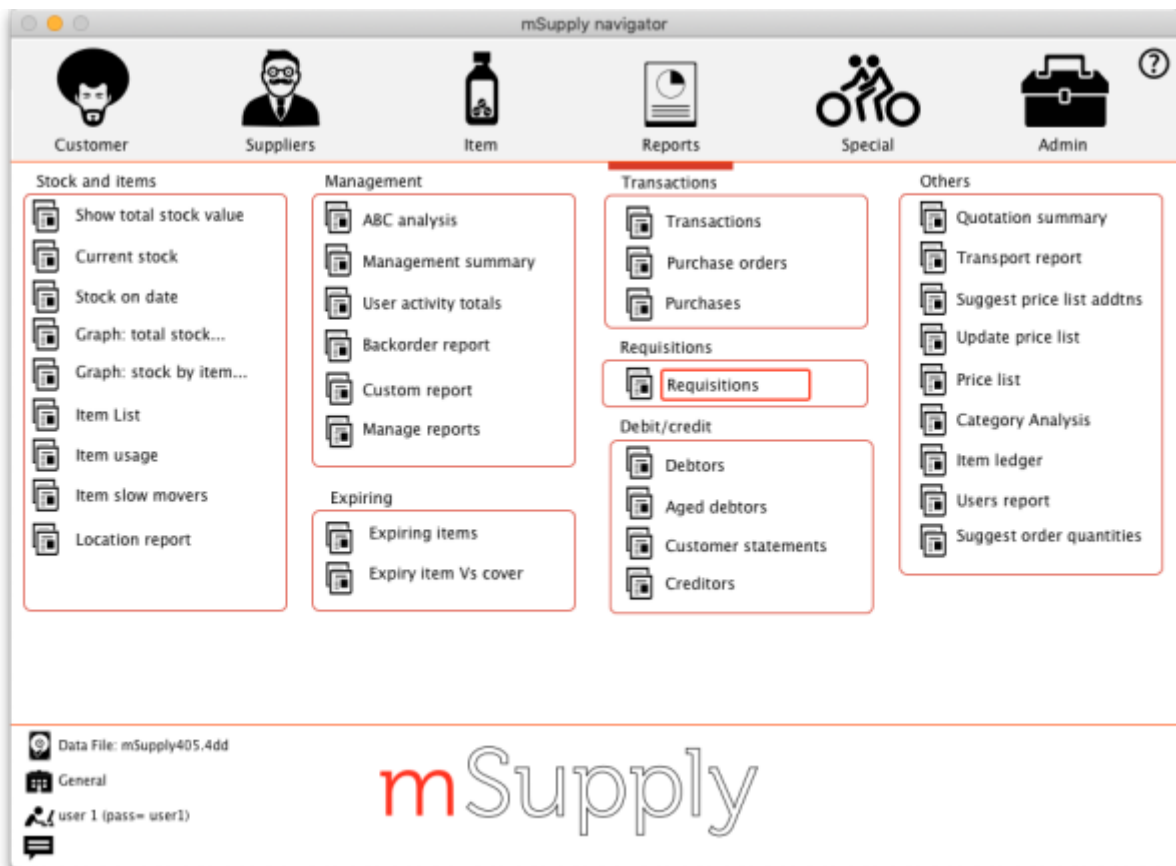 mSupply navigator
Customer
Suppliers
Item
Reports
Special
Admin
?
Stock and items
Show total stock value
Current stock
Stock on date
Graph: total stock...
Graph: stock by item...
Item List
Item usage
Item slow movers
Location report
Management
ABC analysis
Management summary
User activity totals
Backorder report
Custom report
Manage reports
Expiring
Expiring items
Expiry item Vs cover
Transactions
Transactions
Purchase orders
Purchases
Requisitions
Requisitions
Debit/credit
Debtors
Aged debtors
Customer statements
Creditors
Others
Quotation summary
Transport report
Suggest price list addtns
Update price list
Price list
Category Analysis
Item ledger
Users report
Suggest order quantities
Data File: mSupply405.4dd
General
user 1 (pass= user1)
mSupply